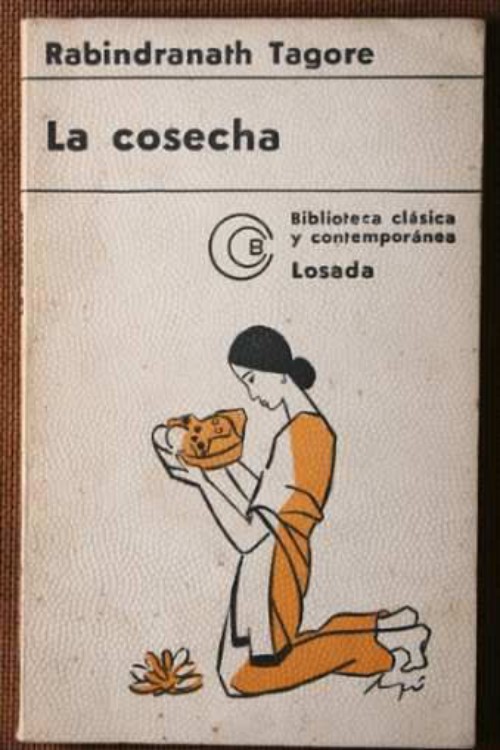 Rabindranath Tagore
La cosecha
B
Biblioteca clásica
y contemporánea
Losada